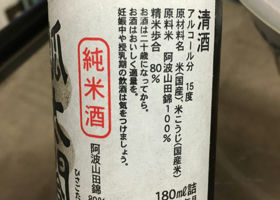 清酒
アルコール分 15度
原材料名 米(国産)、米こうじ(国産米)
原料米 阿波山田錦100%
精米歩合 80%
お酒は二十歳になってから。
お酒はおいしく適量を。
妊娠中や授乳期の飲酒は気をつけましょう。
180ml詰
純米酒
阿波山田錦